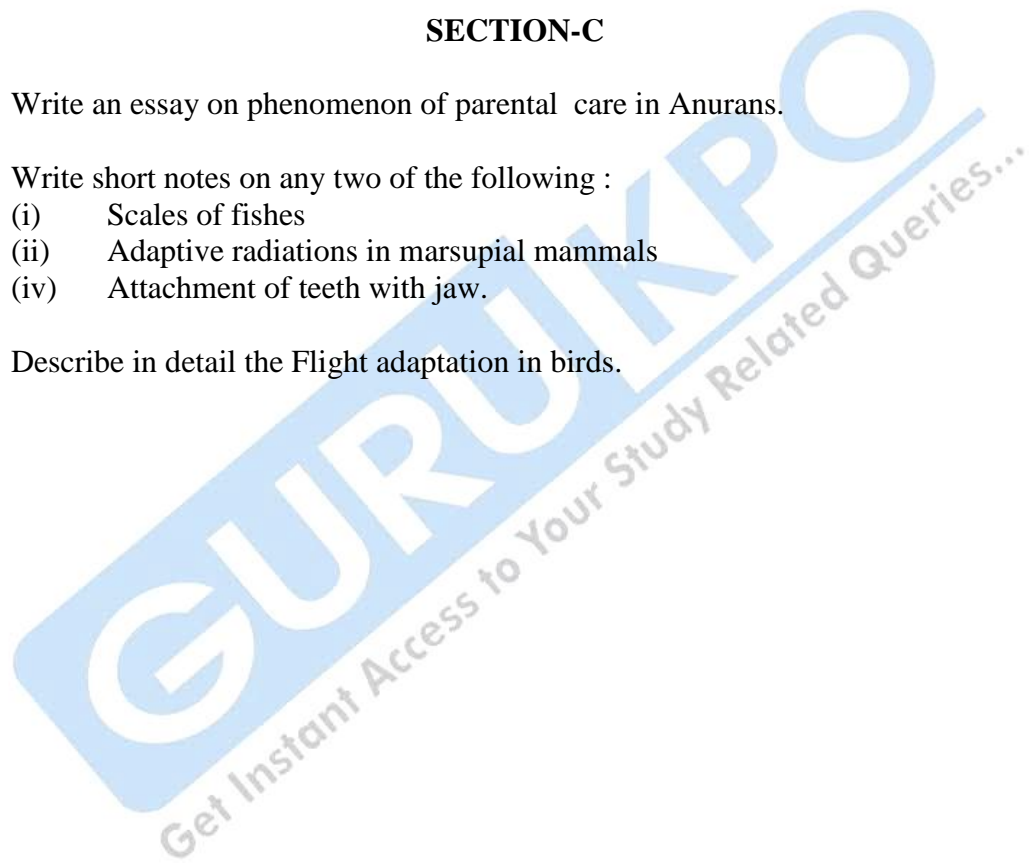 SECTION-C
Write an essay on phenomenon of parental care in Anurans.
Write short notes on any two of the following :
(i) Scales of fishes
(ii) Adaptive radiations in marsupial mammals
(iv) Attachment of teeth with jaw.
Describe in detail the Flight adaptation in birds.
GURUKPO
Get Instant Access to Your Study Related Queries...